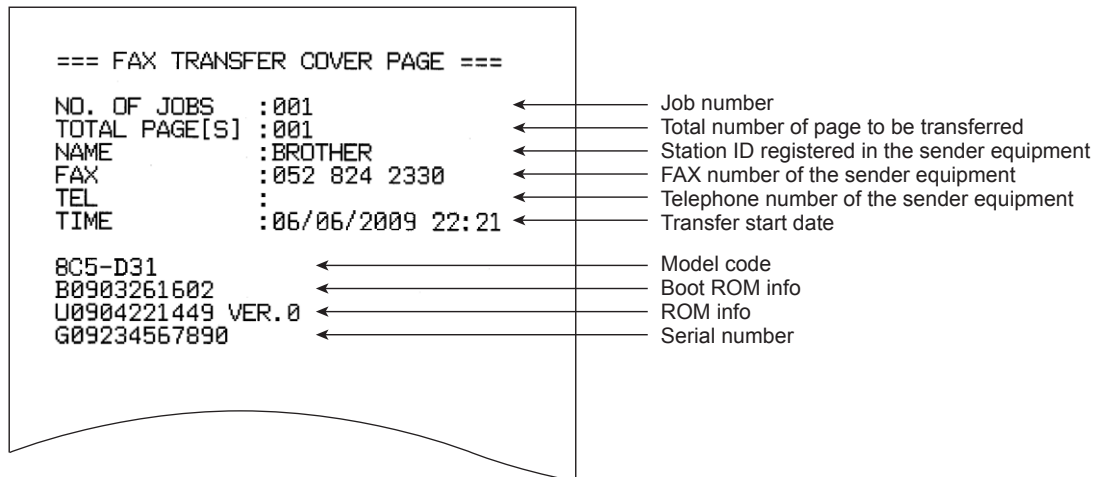 === FAX TRANSFER COVER PAGE ===
NO. OF JOBS :001 Job number
TOTAL PAGE[S] :001 Total number of page to be transferred
NAME :BROTHER Station ID registered in the sender equipment
FAX :052 824 2330 FAX number of the sender equipment
TEL : Telephone number of the sender equipment
TIME :06/06/2009 22:21 Transfer start date
8C5-D31 Model code
B0903261602 Boot ROM info
U0904221449 VER.0 ROM info
G09234567890 Serial number